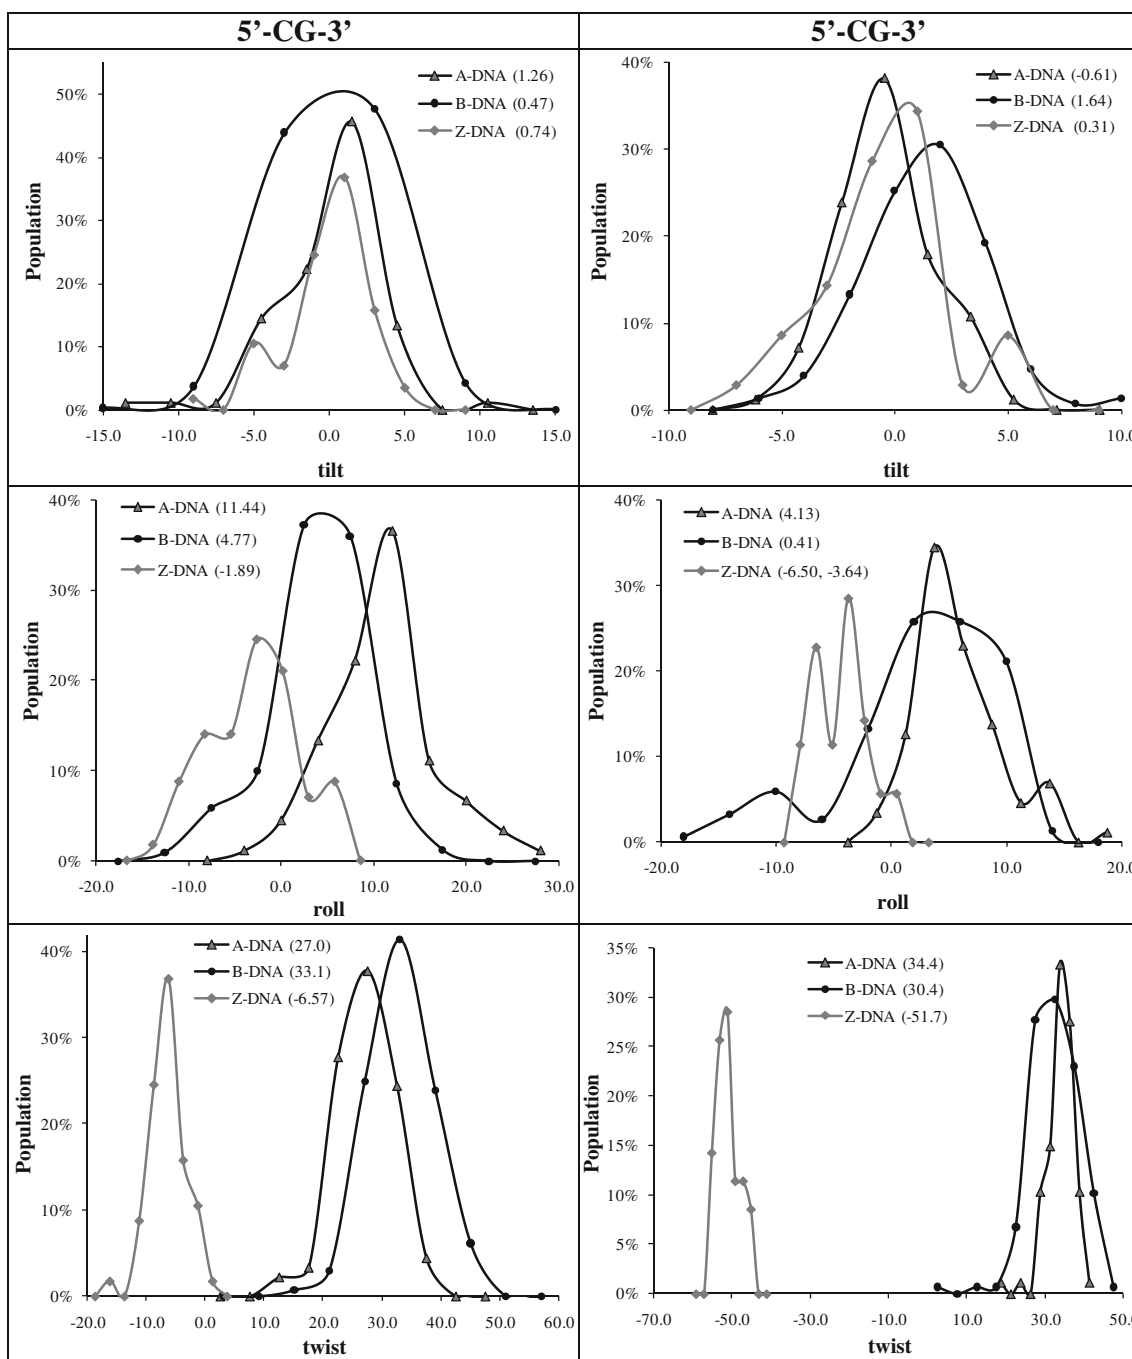 5’-CG-3’
5’-CG-3’
A-DNA (1.26)
B-DNA (0.47)
Z-DNA (0.74)
50%
40%
30%
20%
10%
0%
Population
-15.0 -10.0 -5.0 0.0 5.0 10.0 15.0
tilt
A-DNA (-0.61)
B-DNA (1.64)
Z-DNA (0.31)
40%
30%
20%
10%
0%
Population
-10.0 -5.0 0.0 5.0 10.0
tilt
A-DNA (11.44)
B-DNA (4.77)
Z-DNA (-1.89)
40%
30%
20%
10%
0%
Population
-20.0 -10.0 0.0 10.0 20.0 30.0
roll
A-DNA (4.13)
B-DNA (0.41)
Z-DNA (-6.50, -3.64)
40%
30%
20%
10%
0%
Population
-20.0 -10.0 0.0 10.0 20.0
roll
A-DNA (27.0)
B-DNA (33.1)
Z-DNA (-6.57)
40%
30%
20%
10%
0%
Population
-20.0 -10.0 0.0 10.0 20.0 30.0 40.0 50.0 60.0
twist
A-DNA (34.4)
B-DNA (30.4)
Z-DNA (-51.7)
35%
30%
25%
20%
15%
10%
5%
0%
Population
-70.0 -50.0 -30.0 -10.0 10.0 30.0 50.0
twist